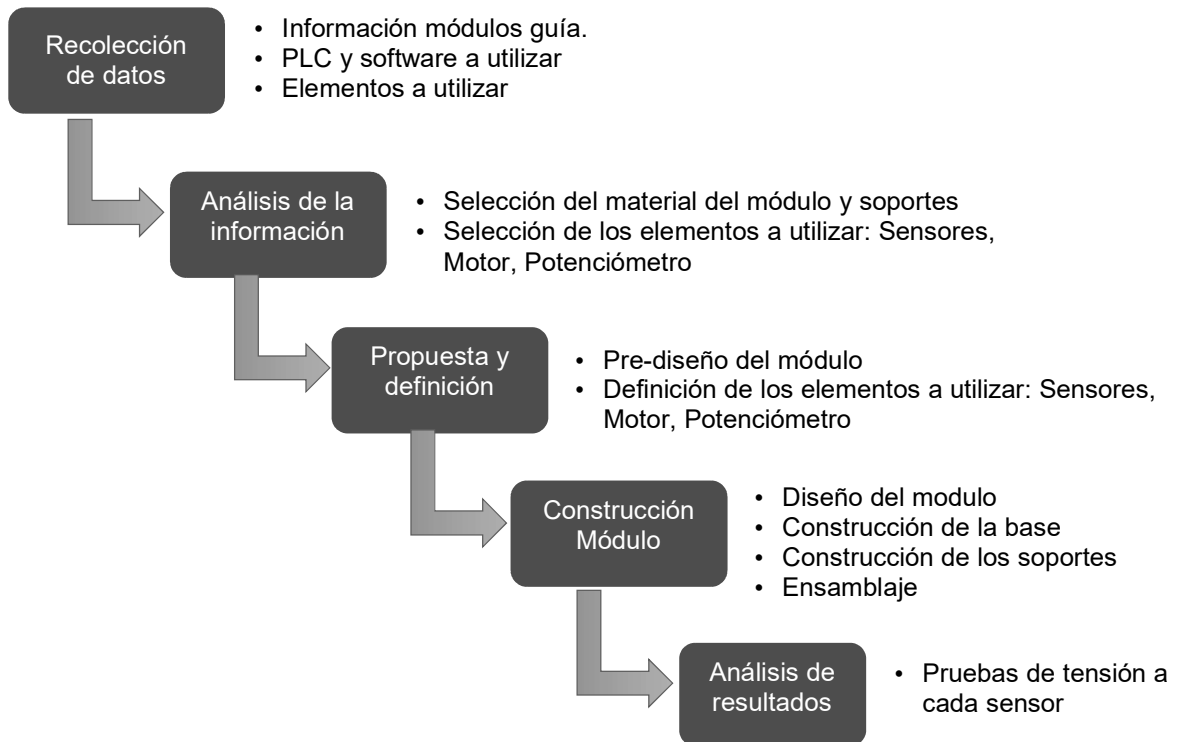 Recolección
de datos
• Información módulos guía.
• PLC y software a utilizar
• Elementos a utilizar
Análisis de la
información
• Selección del material del módulo y soportes
• Selección de los elementos a utilizar: Sensores,
Motor, Potenciómetro
Propuesta y
definición
• Pre-diseño del módulo
• Definición de los elementos a utilizar: Sensores,
Motor, Potenciómetro
Construcción
Módulo
• Diseño del modulo
• Construcción de la base
• Construcción de los soportes
• Ensamblaje
Análisis de
resultados
• Pruebas de tensión a
cada sensor